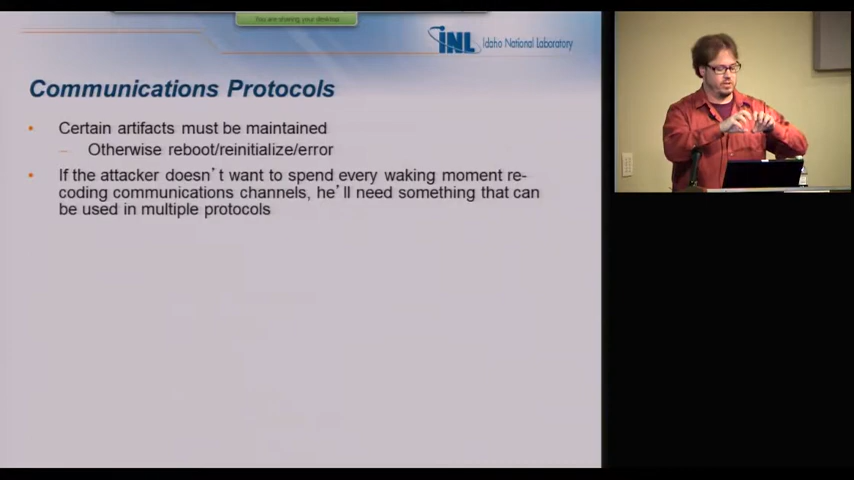 You are sharing your desktop
INL Idaho National Laboratory
Communications Protocols
• Certain artifacts must be maintained
– Otherwise reboot/reinitialize/error
• If the attacker doesn't want to spend every waking moment re-
coding communications channels, he'll need something that can
be used in multiple protocols